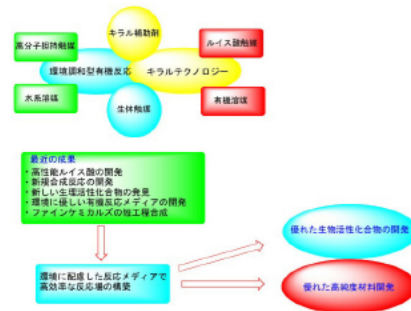 キラル補助剤
高分子担持触媒
ルイス酸触媒
環境調和型有機反応
キラルテクノロジー
水系溶媒
生体触媒
有機溶媒
最近の成果
・高性能ルイス酸の開発
・新規合成反応の開発
・新しい生理活性化合物の発見
・環境に優しい有機反応メディアの開発
・ファインケミカルズの短工程合成
優れた生物活性化合物の開発
環境に配慮した反応メディアで
高効率な反応場の構築
優れた高純度材料開発